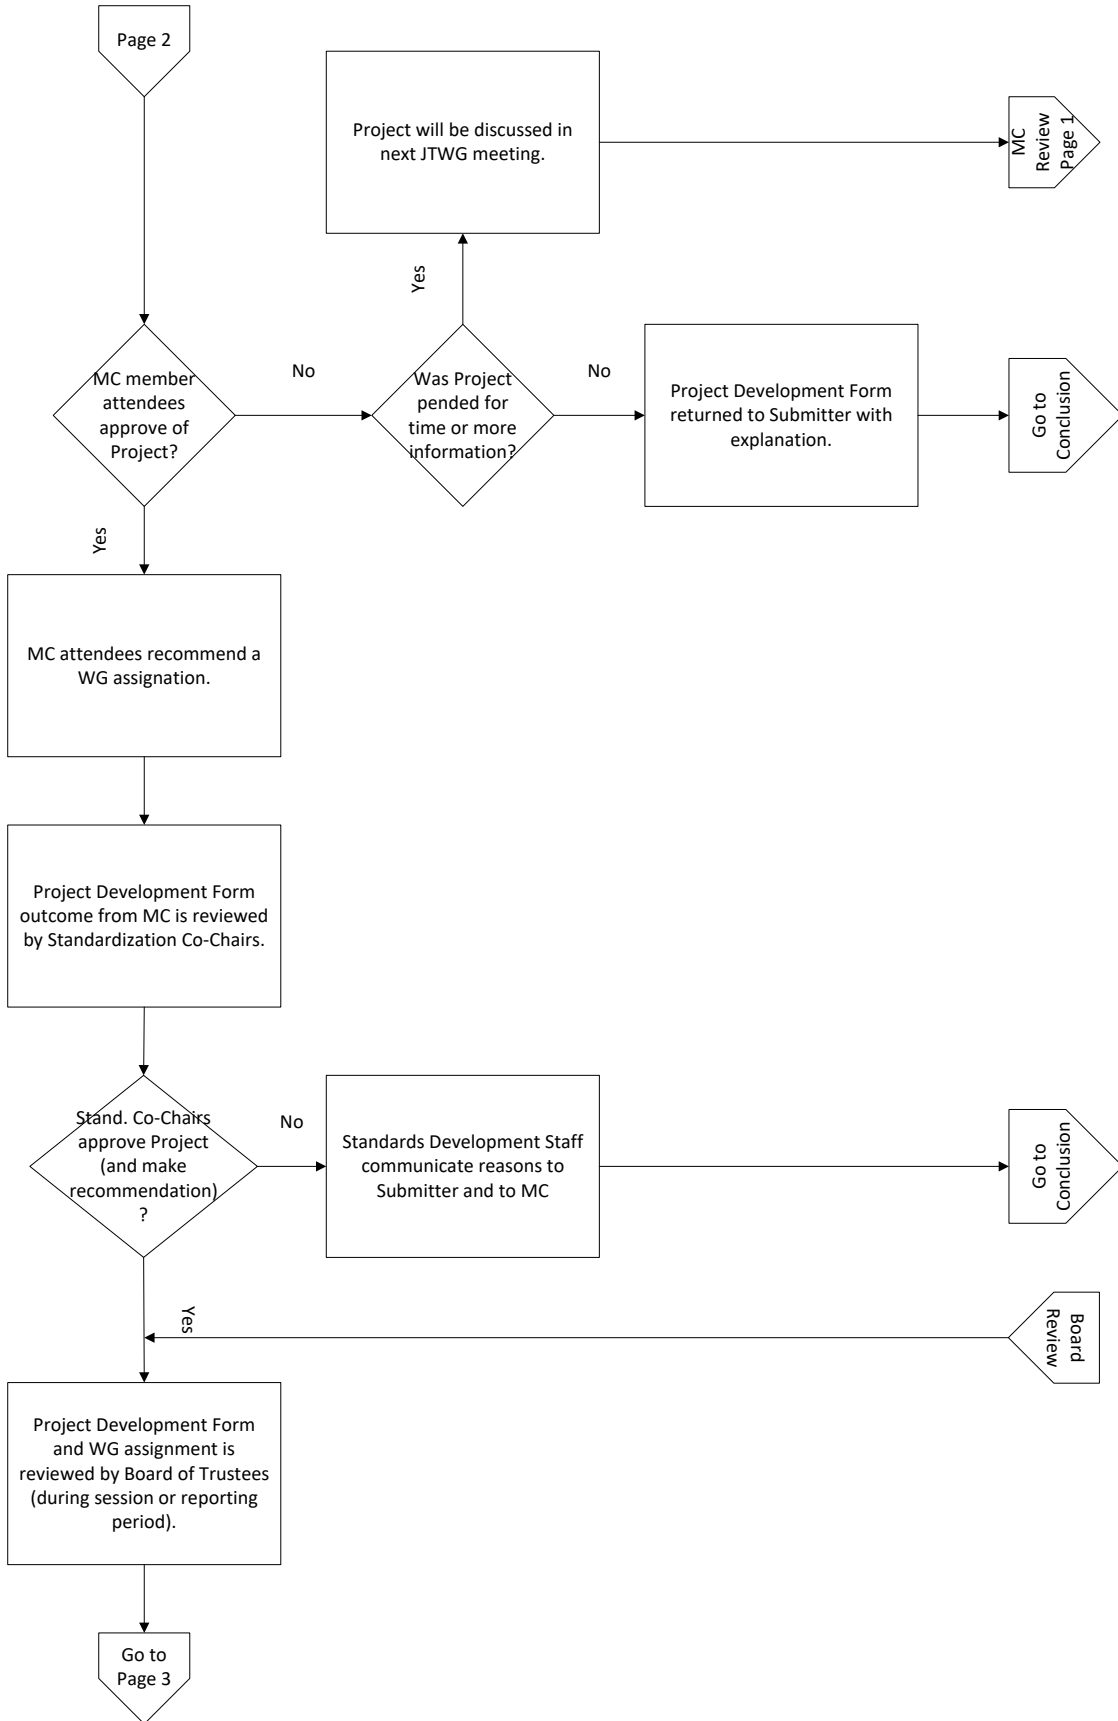 Page 2
Project will be discussed in
next JTWG meeting.
MC
Review
Page 1
Yes
MC member
attendees
approve of
Project?
No
Was Project
pended for
time or more
information?
No
Project Development Form
returned to Submitter with
explanation.
Go to
Conclusion
Yes
MC attendees recommend a
WG assignation.
Project Development Form
outcome from MC is reviewed
by Standardization Co-Chairs.
Stand. Co-Chairs
approve Project
(and make
recommendation)
?
No
Standards Development Staff
communicate reasons to
Submitter and to MC
Go to
Conclusion
Yes
Board
Review
Project Development Form
and WG assignment is
reviewed by Board of Trustees
(during session or reporting
period).
Go to
Page 3